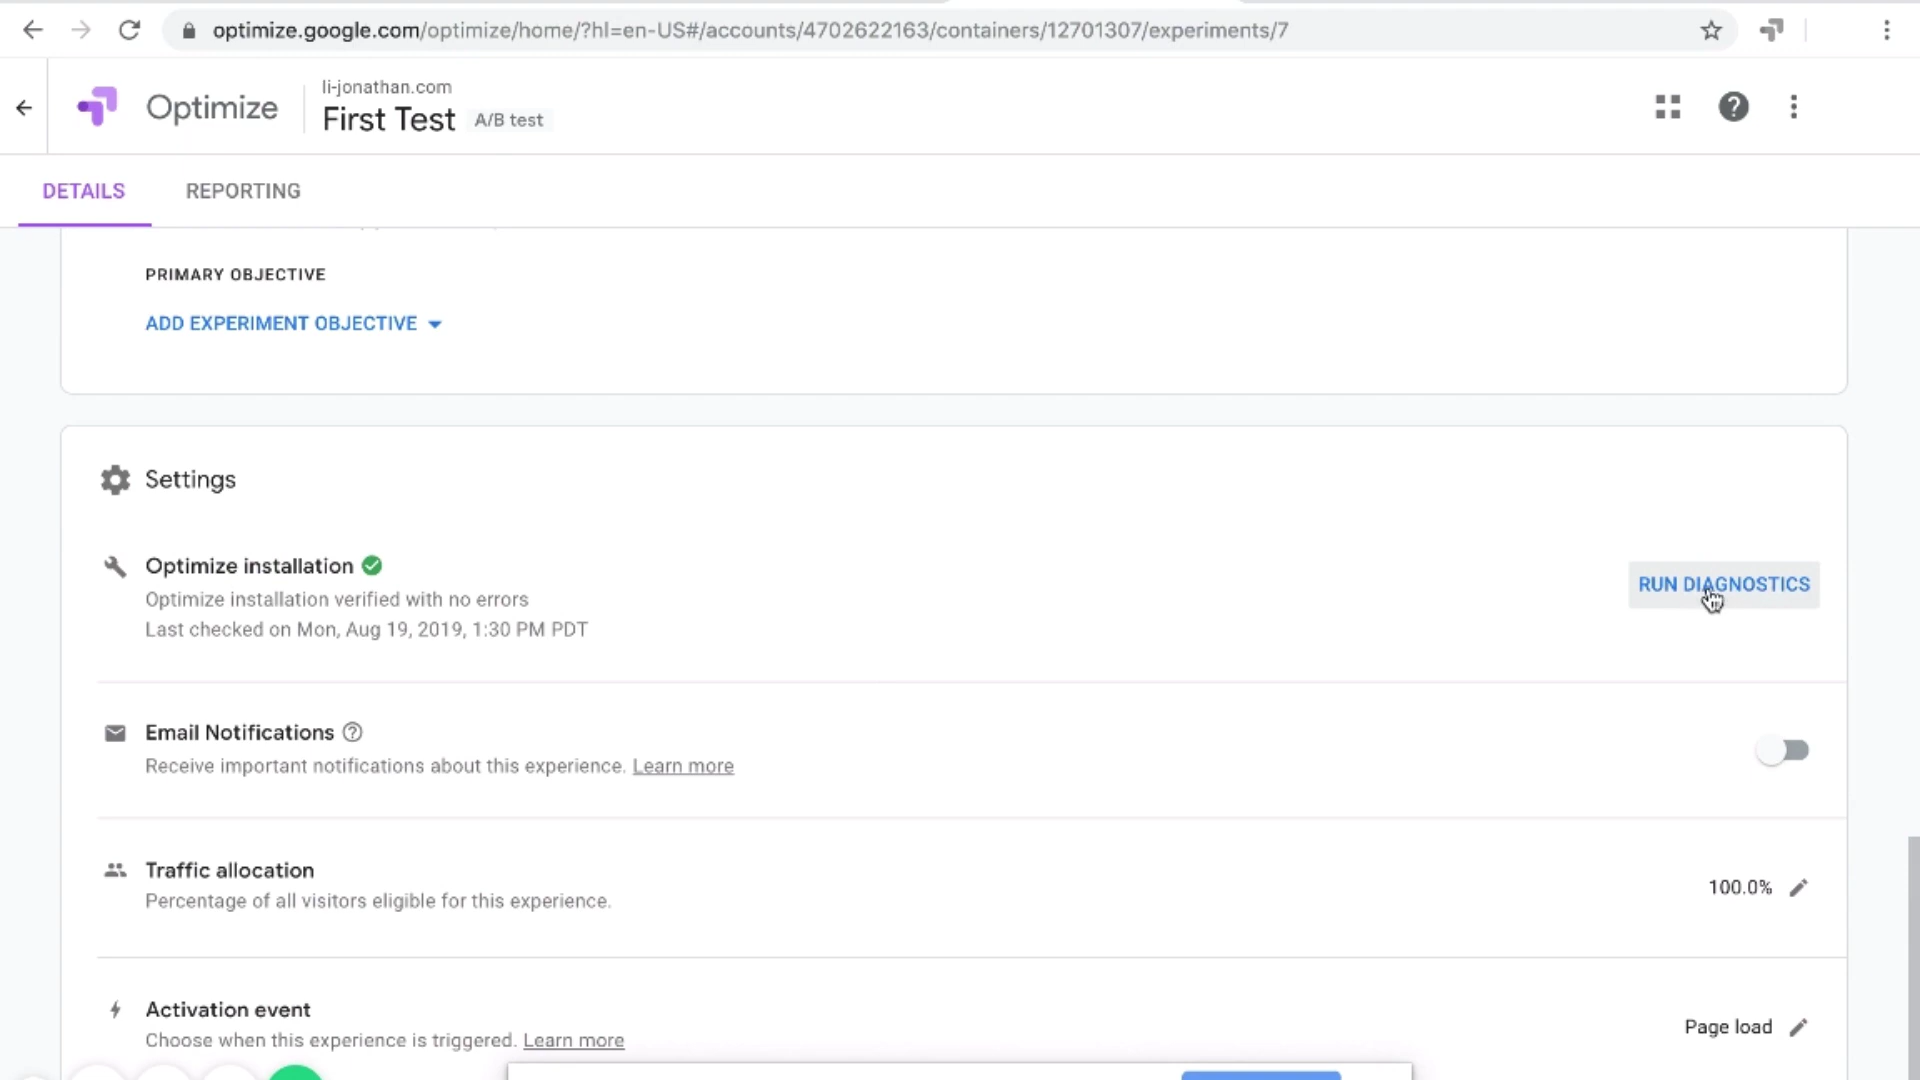 optimize.google.com/optimize/home/?hl=en-US#/accounts/4702622163/containers/12701307/experiments/7
Optimize
li-jonathan.com
First Test A/B test
DETAILS REPORTING
PRIMARY OBJECTIVE
ADD EXPERIMENT OBJECTIVE
Settings
Optimize installation
Optimize installation verified with no errors
Last checked on Mon, Aug 19, 2019, 1:30 PM PDT
RUN DIAGNOSTICS
Email Notifications
Receive important notifications about this experience. Learn more
Traffic allocation
Percentage of all visitors eligible for this experience.
100.0%
Activation event
Choose when this experience is triggered. Learn more
Page load